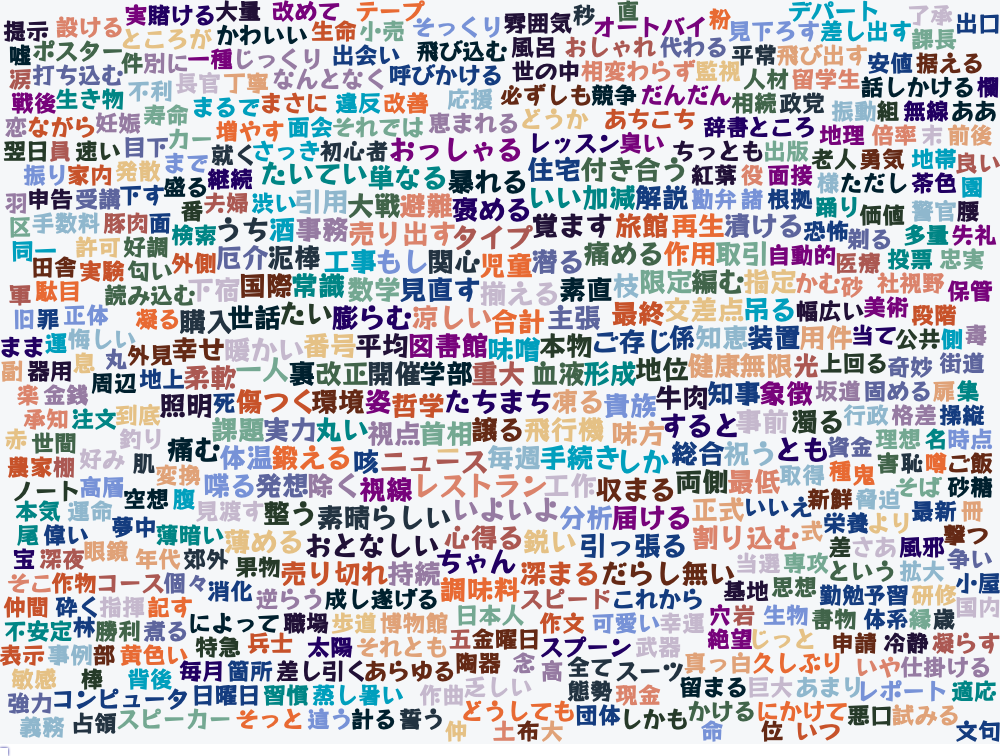 提示 設ける 実 賭ける 大量 改めて テープ 雰囲気 秒 直 粉 デパート 了承 出口
嘘 ポスター ところが かわいい 生命 小売 そっくり オートバイ 見下ろす 差し出す 課長
涙 打ち込む 件 別に 一種 じっくり 出会い 飛び込む 風呂 おしゃれ 代わる 平常 飛び出す 安値 据える
戦後 生き物 不利 長官 丁寧 なんとなく 呼びかける 世の中 相変わらず 監視 人材 留学生 話しかける 欄
恋 ながら 妊娠 寿命 まるで まさに 違反 改善 応援 必ずしも 競争 だんだん 相続 政党 振動 組 無線 ああ
翌日 員 速い 目下 カー 増やす 面会 それでは 恵まれる どうか あちこち 辞書 ところ 地理 倍率 末 前後
振り 家内 発散 まで 就く さっき 初心者 おっしゃる レッスン 臭い ちっとも 出版 老人 勇気 地帯 良い
羽 申告 受講 下す 盛る 継続 たいてい 単なる 暴れる 住宅 付き合う 紅葉 役 面接 様 ただし 茶色 園
区 手数料 豚肉 面 番 夫婦 渋い 引用 大戦 避難 褒める いい加減 解説 勘弁 諸 根拠 踊り 価値 警官 腰
同一 許可 好調 検索 うち 酒 事務 売り出す タイプ 覚ます 旅館 再生 漬ける 恐怖 剃る 多量 失礼
田舎 実験 匂い 外側 厄介 泥棒 工事 もし 関心 児童 潜る 痛める 作用 取引 自動的 医療 投票 忠実
軍 駄目 読み込む 下宿 国際 常識 数学 見直す 揃える 素直 枝 限定 編む 指定 かむ 砂 社 視野 保管
旧 罪 正体 凝る 購入 世話 たい 膨らむ 涼しい 合計 主張 最終 交差点 吊る 幅広い 美術 段階
まま 運 悔しい 丸 外見 幸せ 暖かい 番号 平均 図書館 味噌 本物 ご存じ 係 知恵 装置 用件 当て 公共 側 毒
副 器用 息 周辺 地上 柔軟 一人 裏 改正 開催 学部 重大 血液 形成 地位 健康 無限 光 上回る 奇妙 街道
楽 金銭 照明 死 傷つく 環境 姿 哲学 たちまち 凍る 貴族 牛肉 知事 象徴 坂道 固める 扉 集
承知 注文 到底 課題 実力 丸い 視点 首相 譲る 飛行機 味方 すると 事前 濁る 行政 格差 操縦
赤 世間 釣り 痛む 体温 鍛える 咳 ニュース 毎週 手続き しか 総合 祝う とも 資金 理想 名 時点
農家 棚 好み 肌 変換 喋る 発想 除く 視線 レストラン 工作 収まる 両側 最低 取得 種 鬼 害 恥 噂 ご飯
ノート 高層 空想 腹 見渡す 整う 素晴らしい いよいよ 分析 届ける 正式 いいえ 新鮮 脅迫 そば 砂糖
本気 運命 夢中 薄暗い 薄める おとなしい 心得る 鋭い 引っ張る 割り込む 式 栄養 より 最新 冊
尾 偉い 眼鏡 年代 郊外 果物 売り切れ 持続 ちゃん 深まる だらし無い 当選 専攻 差 さあ 風邪 撃つ
宝 深夜 作物 コース 個々 消化 逆らう 成し遂げる 調味料 スピード これから 基地 思想 という 拡大 争い
そこ 仲間 砕く 指揮 記す によって 職場 歩道 博物館 日本人 作文 可愛い 幸運 穴 岩 生物 勤勉 予習 研修 小屋
不安定 林 勝利 煮る 特急 兵士 太陽 それとも 五 金曜日 スプーン 武器 絶望 じっと 書物 体系 緑 歳 国内
表示 事例 部 黄色い 毎月 箇所 差し引く あらゆる 陶器 念 高 全て スーツ 真っ白 久しぶり 申請 冷静 凝らす
敏感 棒 背後 日曜日 習慣 蒸し暑い 作曲 乏しい 態勢 現金 留まる 巨大 あまり いや 仕掛ける
強力 コンピュータ スピーカー そっと 違う 計る 誓う どうしても 団体 しかも かける にかけて 悪口 レポート 適応 試みる
義務 占領 仲 土 布 大 命 位 いつ 文句